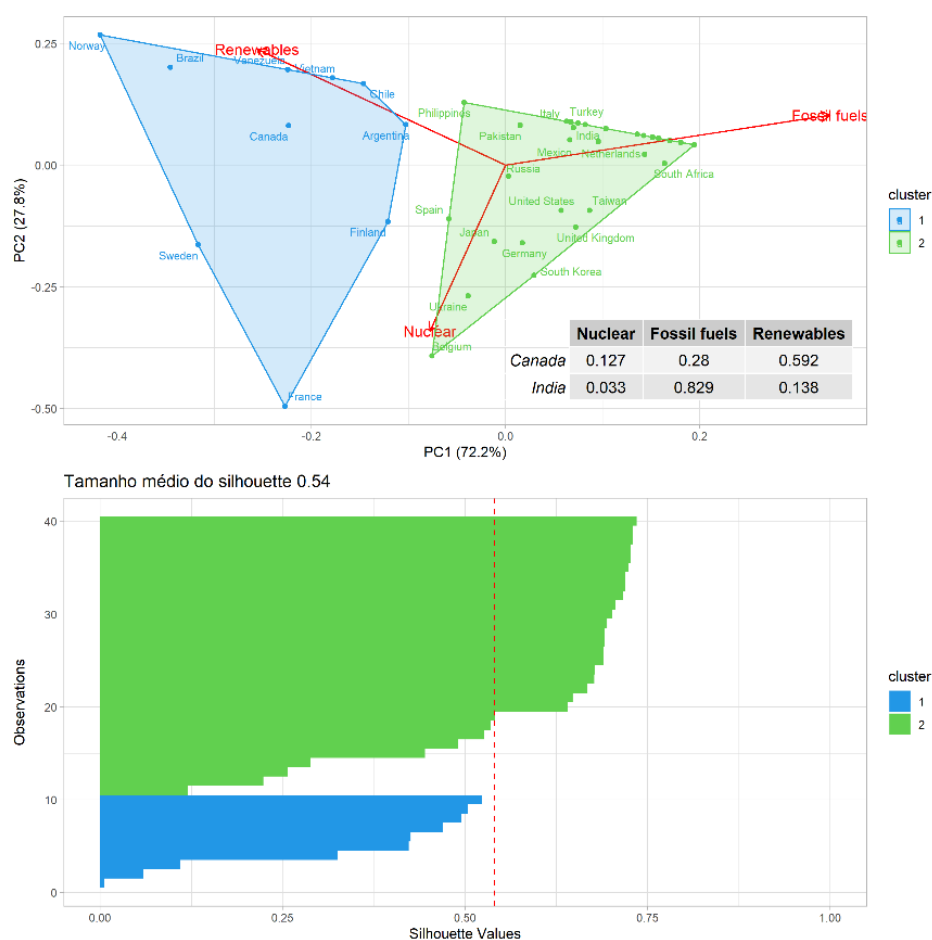 0.25
0.00
-0.25
-0.50
PC2 (27.8%)
Norway
Renewables
Brazil
Venezuela
Vietnam
Chile
Canada
Argentina
Finland
Sweden
France
Philippines
Italy
Turkey
Fossil fuels
Pakistan
India
Mexico
Netherlands
Russia
South Africa
Spain
United States
Taiwan
Japan
United Kingdom
Germany
South Korea
Ukraine
Nuclear
Belgium
Nuclear Fossil fuels Renewables
Canada 0.127 0.28 0.592
India 0.033 0.829 0.138
-0.4 -0.2 0.0 0.2
PC1 (72.2%)
cluster
1
2
Tamanho médio do silhouette 0.54
40
30
20
10
0
Observations
0.00 0.25 0.50 0.75 1.00
Silhouette Values
cluster
1
2